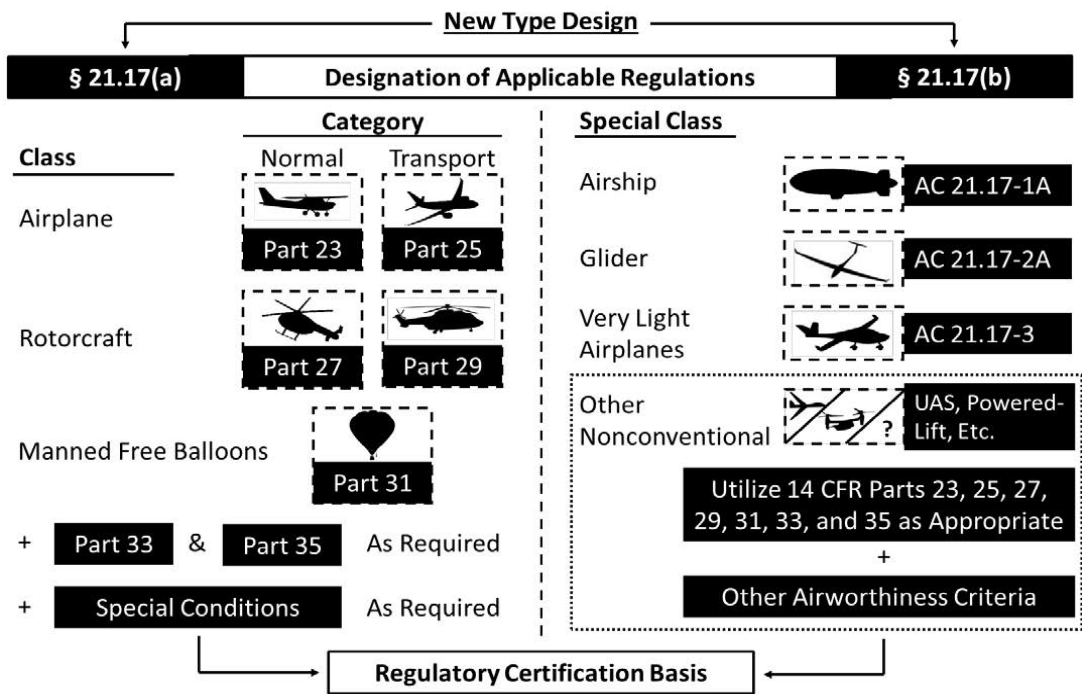 New Type Design
§ 21.17(a)
Designation of Applicable Regulations
§ 21.17(b)
Category
Class
Normal
Transport
Airplane
Part 23
Part 25
Rotorcraft
Part 27
Part 29
Manned Free Balloons
Part 31
+ Part 33 & Part 35 As Required
+ Special Conditions As Required
Special Class
Airship
AC 21.17-1A
Glider
AC 21.17-2A
Very Light
Airplanes
AC 21.17-3
Other
Nonconventional
?
UAS, Powered-
Lift, Etc.
Utilize 14 CFR Parts 23, 25, 27,
29, 31, 33, and 35 as Appropriate
+
Other Airworthiness Criteria
Regulatory Certification Basis